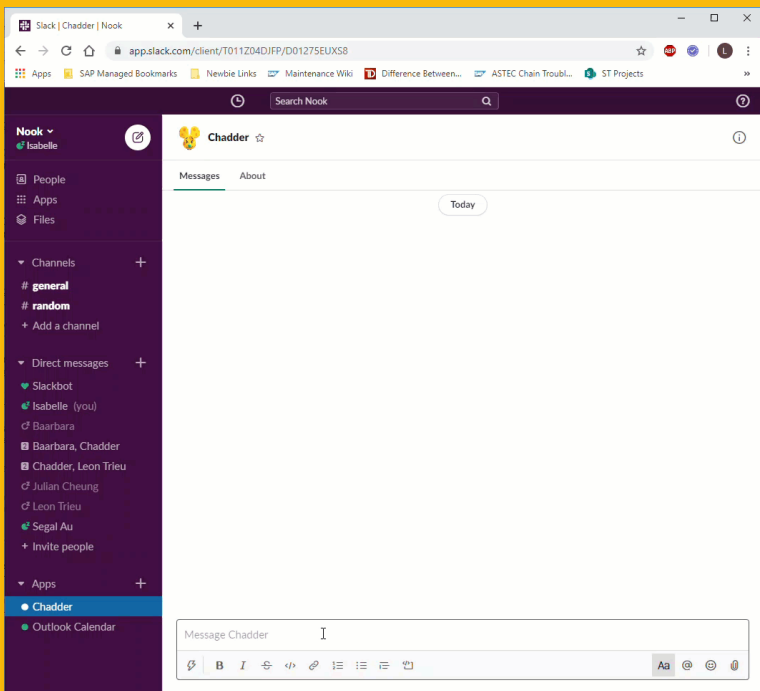 Slack | Chadder | Nook
app.slack.com/client/T011Z04DJFP/D01275EUXS8
ABP
L
Apps
SAP Managed Bookmarks
Newbie Links
Maintenance Wiki
Difference Between...
ASTEC Chain Troubl...
ST Projects
»
Search Nook
Nook
Isabelle
People
Apps
Files
Channels
# general
# random
+ Add a channel
Direct messages
Slackbot
Isabelle (you)
Baarbara
2 Baarbara, Chadder
2 Chadder, Leon Trieu
Julian Cheung
Leon Trieu
Segal Au
+ Invite people
Apps
Chadder
Outlook Calendar
Chadder
Messages
About
Today
Message Chadder
B I S </>
Aa @